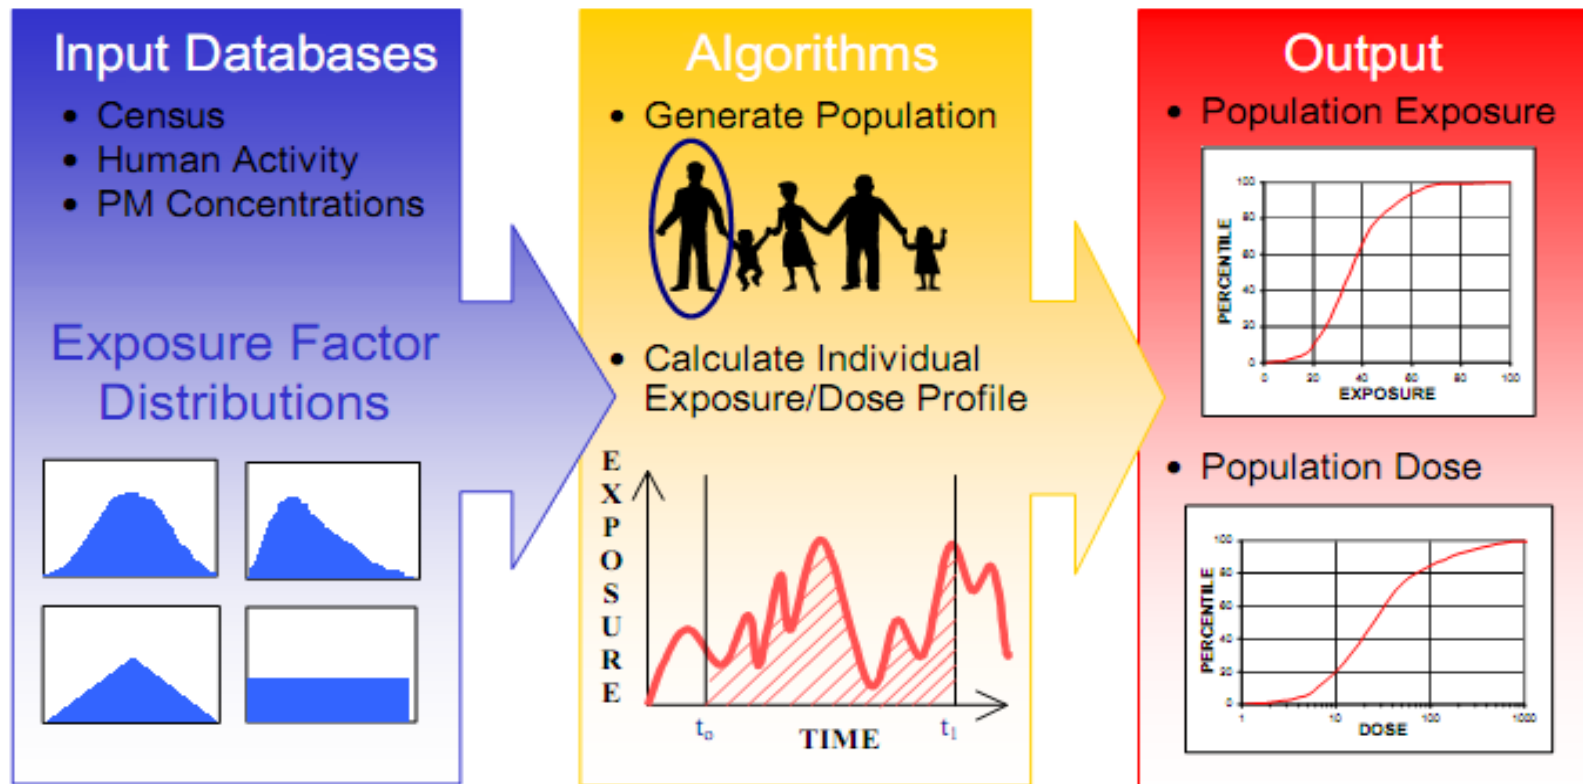 Input Databases
• Census
• Human Activity
• PM Concentrations
Exposure Factor
Distributions
Algorithms
• Generate Population
• Calculate Individual
Exposure/Dose Profile
EXPOSURE
t₀
TIME
t₁
Output
• Population Exposure
PERCENTILE
100
80
60
40
20
0
0 20 40 60 80 100
EXPOSURE
• Population Dose
PERCENTILE
100
80
60
40
20
0
1 10 100 1000
DOSE